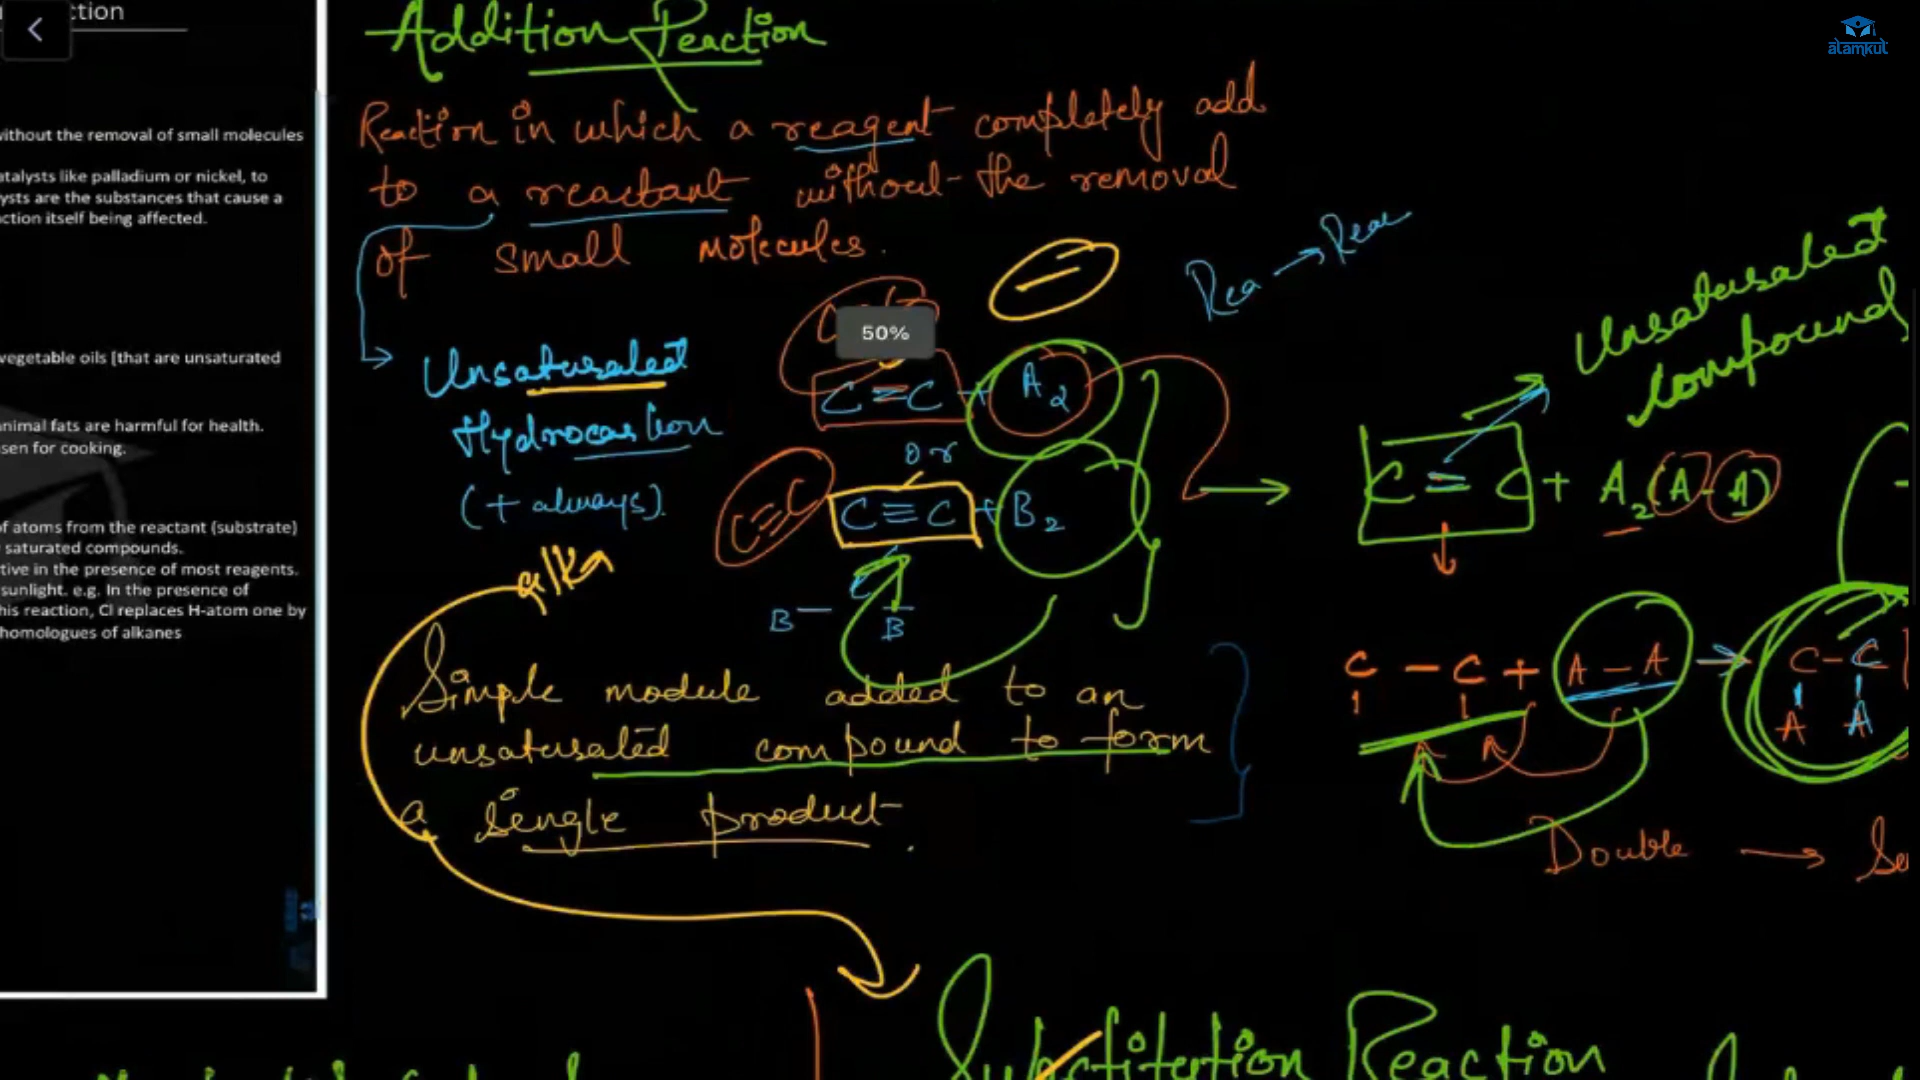 ction
without the removal of small molecules
atalysts like palladium or nickel, to
ysts are the substances that cause a
ction itself being affected.
vegetable oils [that are unsaturated
animal fats are harmful for health.
sen for cooking.
of atoms from the reactant (substrate)
saturated compounds.
tive in the presence of most reagents.
sunlight. e.g. In the presence of
his reaction, Cl replaces H-atom one by
homologues of alkanes
alamkut
Addition Reaction
Reaction in which a reagent completely add
to a reactant without the removal
of small molecules.
Rea → Reac
50%
Unsaturated
Hydrocarbon
(+ always)
C = C + A₂
or
C ≡ C
C ≡ C + B₂
B — C
B
alka
Unsaturated
Compound
C = C + A₂ (A - A)
C - C + A - A → C - C
A A
Double →
Simple module added to an
unsaturated compound to form
a single product.
Substitution Reaction